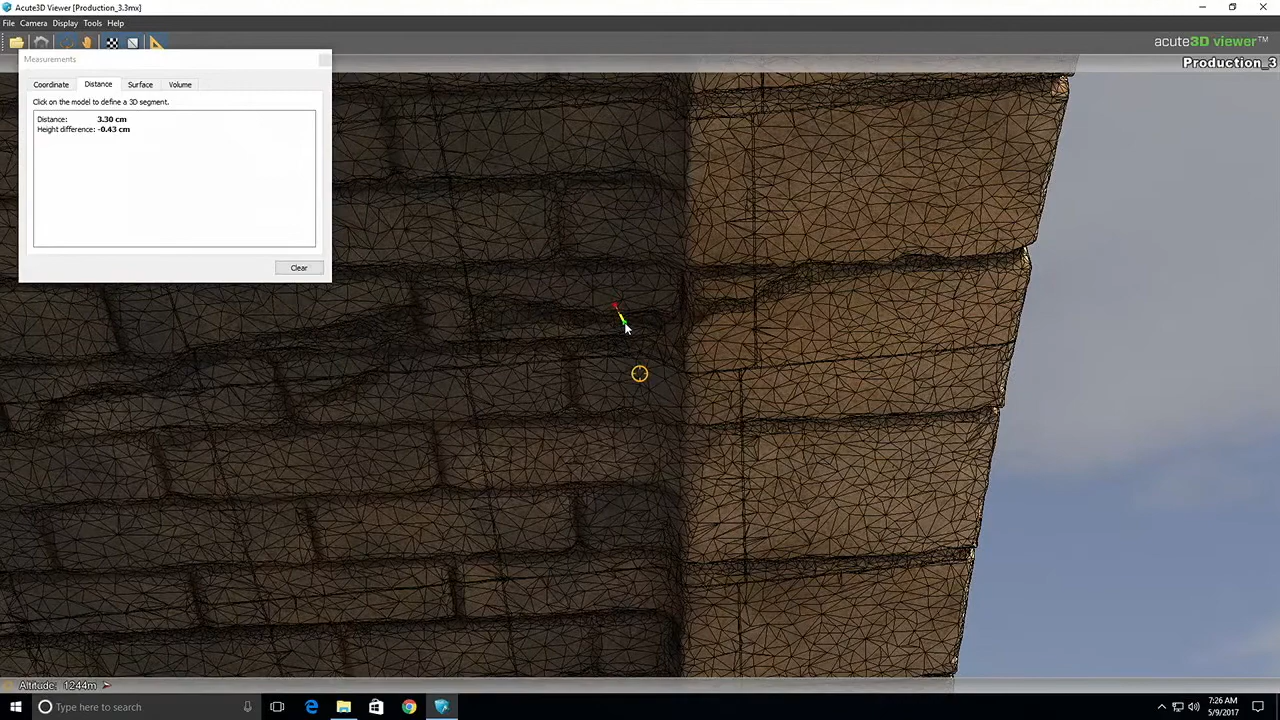 Acute3D Viewer [Production_3.3mx]
File Camera Display Tools Help
acute3D viewer™
Measurements
Production_3
Coordinate Distance Surface Volume
Click on the model to define a 3D segment.
Distance: 3.30 cm
Height difference: -0.43 cm
Clear
Altitude: 1244m
Type here to search
7:26 AM
5/9/2017